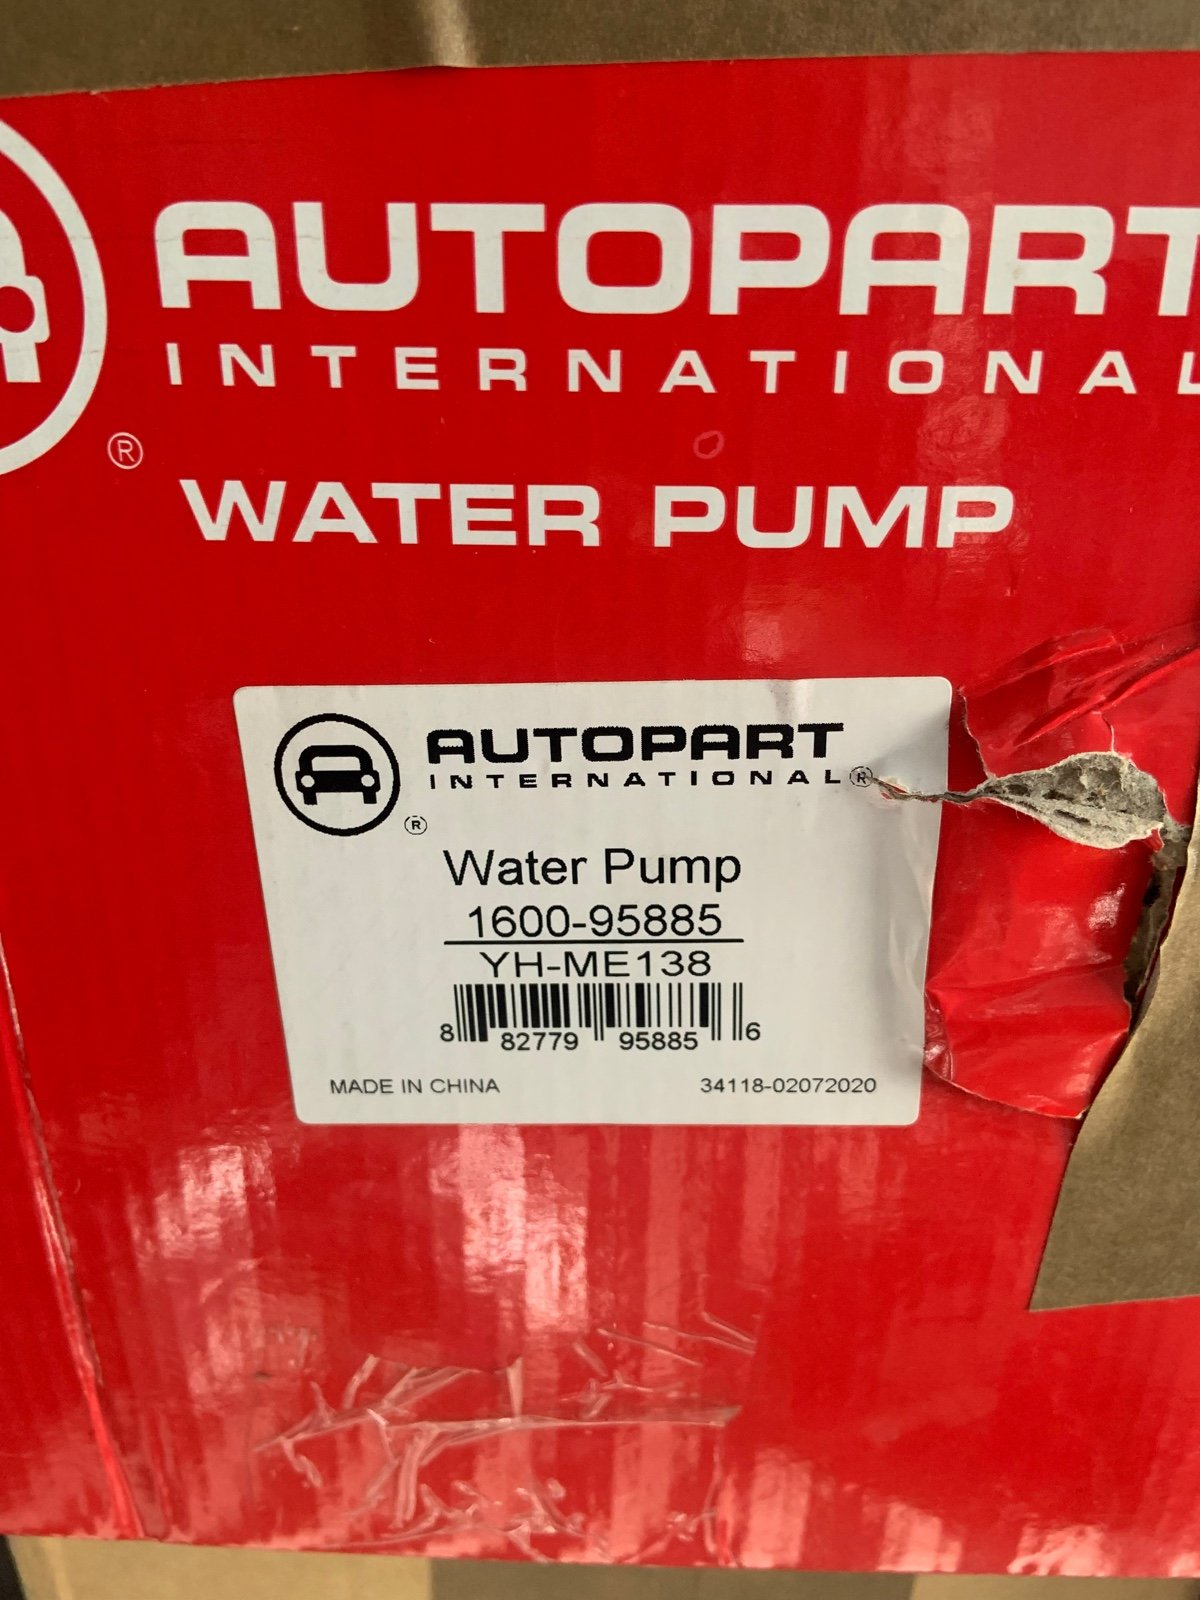 AUTOPART
INTERNATIONAL
®
WATER PUMP
AUTOPART
INTERNATIONAL®
®
Water Pump
1600-95885
YH-ME138
8 82779 95885 6
MADE IN CHINA 34118-02072020